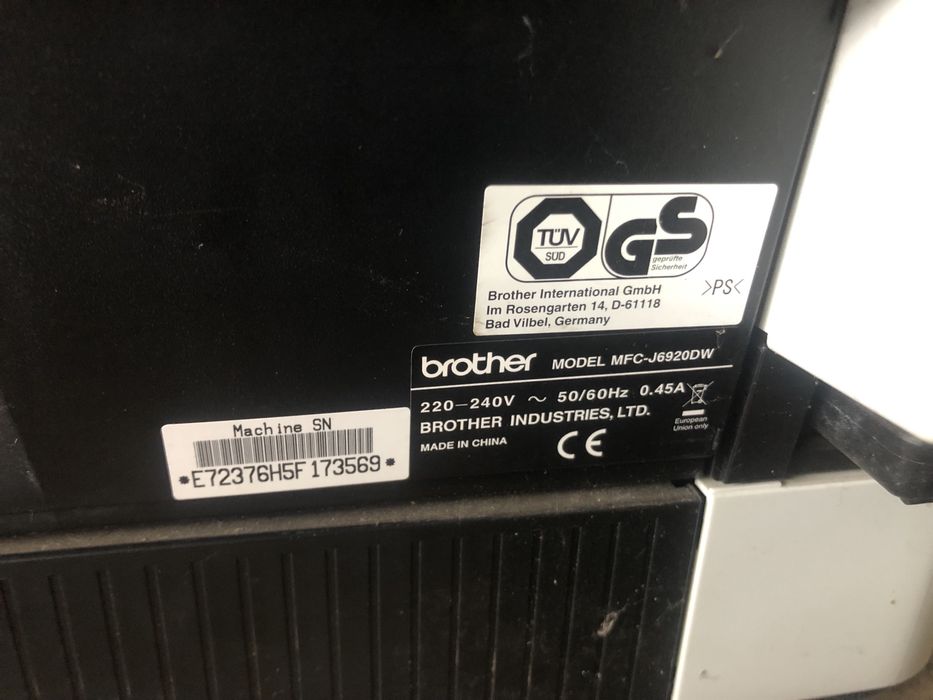 TÜV
SÜD
GS
geprüfte
Sicherheit
Brother International GmbH
Im Rosengarten 14, D-61118
Bad Vilbel, Germany
>PS<
brother MODEL MFC-J6920DW
220-240V ~ 50/60Hz 0.45A
BROTHER INDUSTRIES, LTD.
MADE IN CHINA
CE
European
Union only
Machine SN
*E72376H5F173569*